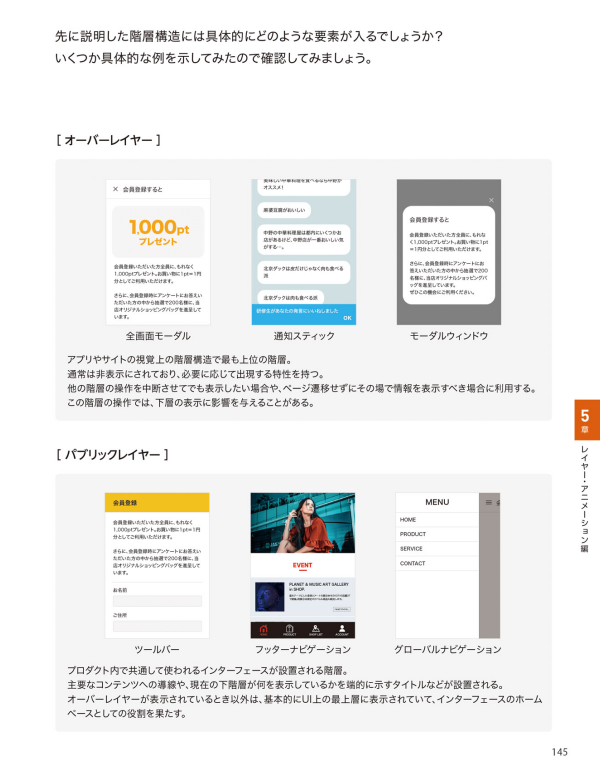 先に説明した階層構造には具体的にどのような要素が入るでしょうか?
いくつか具体的な例を示してみたので確認してみましょう。
[ オーバーレイヤー ]
× 会員登録すると
1,000pt
プレゼント
会員登録いただいた方全員に、もれなく
1,000ptプレゼント。お買い物に1pt=1円
分としてご利用いただけます。
さらに、会員登録時にアンケートにお答えい
ただいた方の中から抽選で200名様に、当
店オリジナルショッピングバッグを進呈して
います。
全画面モーダル
美味しい中華料理を食べるなら中野が
オススメ!
麻婆豆腐がおいしい
中野の中華料理屋は都内にいくつかお
店があるけど、中野店が一番おいしい気
がする…。
北京ダックは皮だけじゃなく肉も食べる
派
北京ダックは肉も食べる派
研修生があなたの発言にいいねしました
OK
通知スティック
×
会員登録すると
会員登録いただいた方全員に、もれな
く1,000ptプレゼント。お買い物に1pt
=1円分としてご利用いただけます。
さらに、会員登録時にアンケートにお
答えいただいた方の中から抽選で200
名様に、当店オリジナルショッピングバ
ッグを進呈しています。
ぜひこの機会にご利用ください。
モーダルウィンドウ
アプリやサイトの視覚上の階層構造で最も上位の階層。
通常は非表示にされており、必要に応じて出現する特性を持つ。
他の階層の操作を中断させてでも表示したい場合や、ページ遷移せずにその場で情報を表示すべき場合に利用する。
この階層の操作では、下層の表示に影響を与えることがある。
5
章
レイヤー・アニメーション編
[ パブリックレイヤー ]
会員登録
会員登録いただいた方全員に、もれなく
1,000ptプレゼント。お買い物に1pt=1円
分としてご利用いただけます。
さらに、会員登録時にアンケートにお答えい
ただいた方の中から抽選で200名様に、当
店オリジナルショッピングバッグを進呈して
います。
お名前
ご住所
ツールバー
EVENT
PLANET & MUSIC ART GALLERY
in SHOP.
HOME
PRODUCT
SHOP LIST
ACCOUNT
フッターナビゲーション
MENU
HOME
PRODUCT
SERVICE
CONTACT
グローバルナビゲーション
プロダクト内で共通して使われるインターフェースが設置される階層。
主要なコンテンツへの導線や、現在の下階層が何を表示しているかを端的に示すタイトルなどが設置される。
オーバーレイヤーが表示されているとき以外は、基本的にUI上の最上層に表示されていて、インターフェースのホーム
ベースとしての役割を果たす。
145